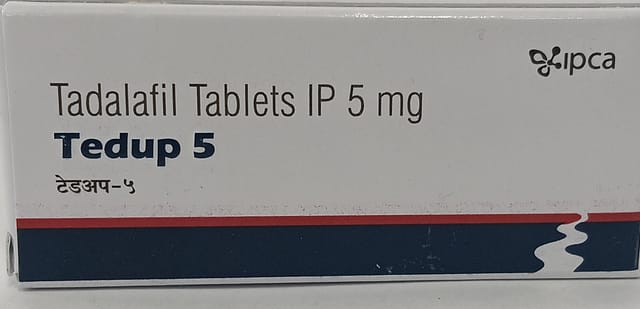 ipca
Tadalafil Tablets IP 5 mg
Tedup 5
टेडअप-५